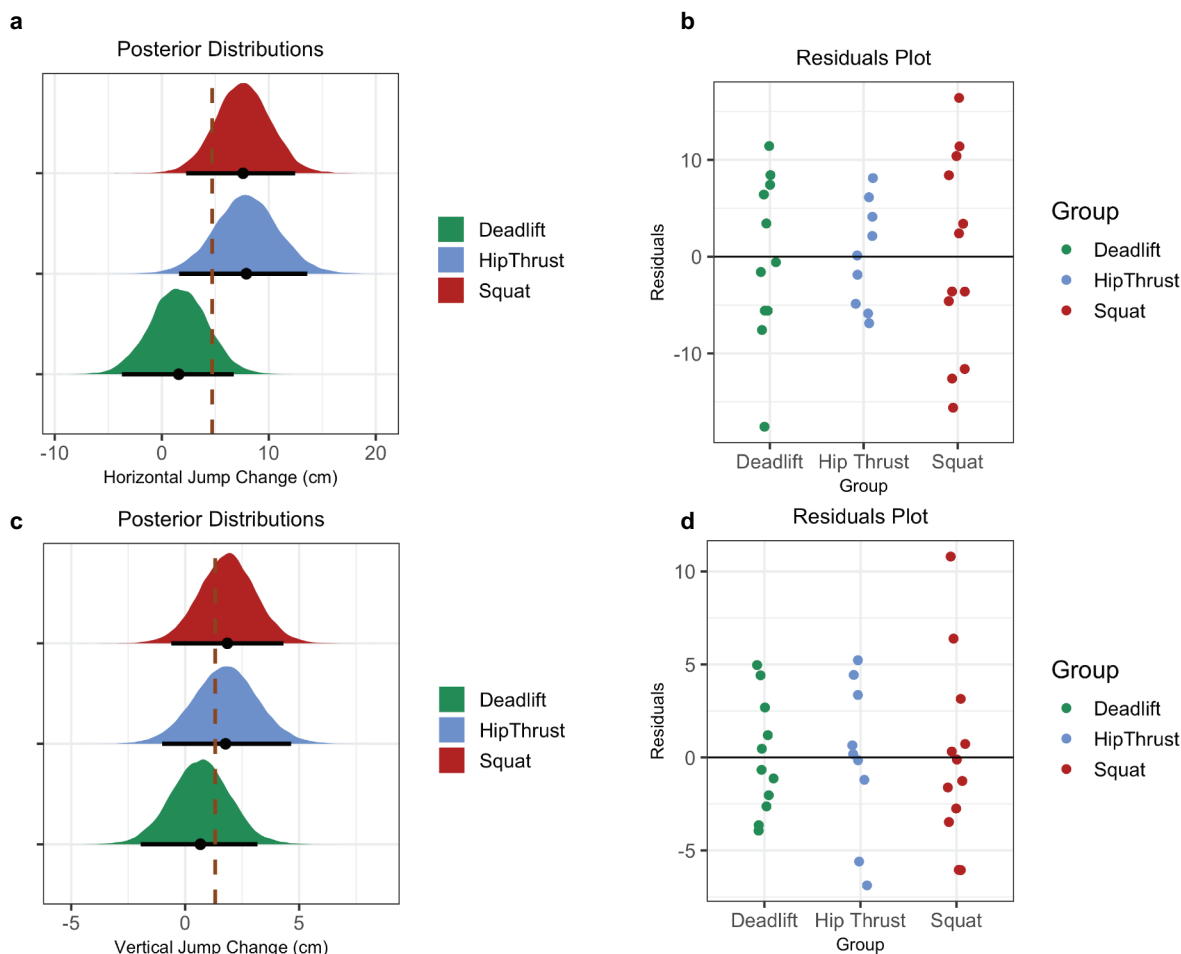 a
Posterior Distributions
Deadlift
HipThrust
Squat
-10 0 10 20
Horizontal Jump Change (cm)
b
Residuals Plot
10
0
-10
Residuals
Deadlift Hip Thrust Squat
Group
Group
Deadlift
HipThrust
Squat
c
Posterior Distributions
Deadlift
HipThrust
Squat
-5 0 5
Vertical Jump Change (cm)
d
Residuals Plot
10
5
0
-5
Residuals
Deadlift Hip Thrust Squat
Group
Group
Deadlift
HipThrust
Squat